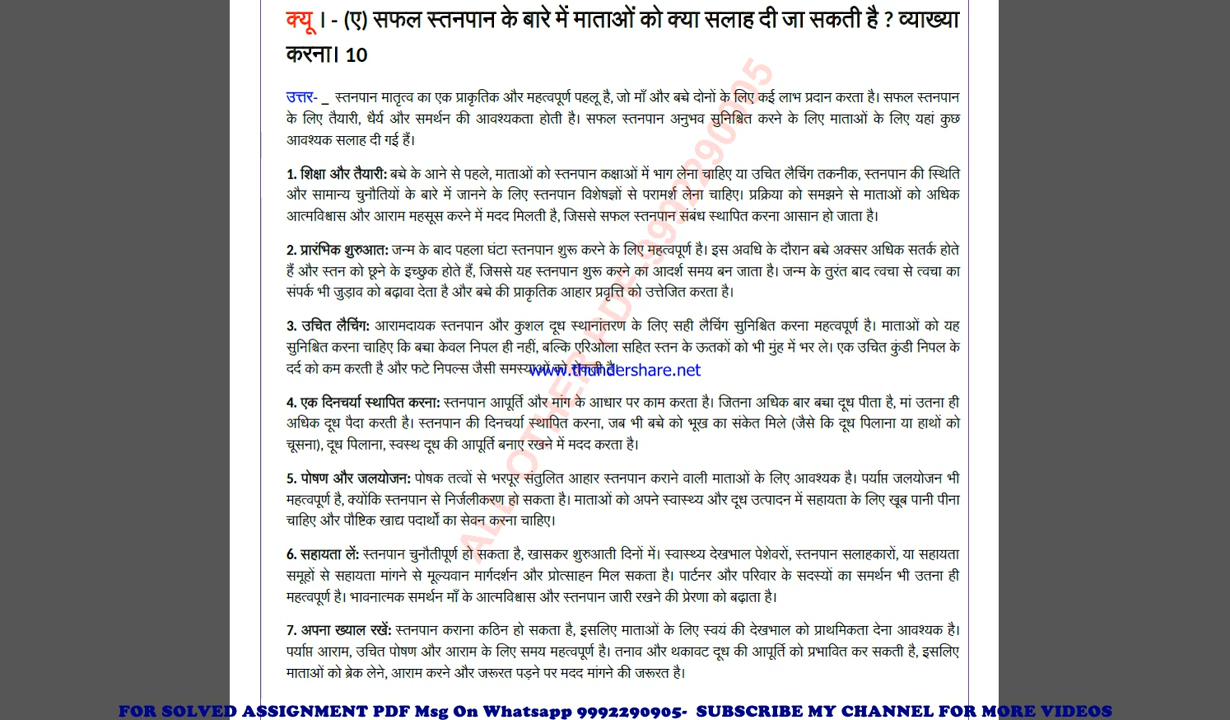 क्यू । - (ए) सफल स्तनपान के बारे में माताओं को क्या सलाह दी जा सकती है ? व्याख्या
करना। 10
उत्तर- _ स्तनपान मातृत्व का एक प्राकृतिक और महत्वपूर्ण पहलू है, जो माँ और बच्चे दोनों के लिए कई लाभ प्रदान करता है। सफल स्तनपान
के लिए तैयारी, धैर्य और समर्थन की आवश्यकता होती है। सफल स्तनपान अनुभव सुनिश्चित करने के लिए माताओं के लिए यहां कुछ
आवश्यक सलाह दी गई हैं।
1. शिक्षा और तैयारी: बच्चे के आने से पहले, माताओं को स्तनपान कक्षाओं में भाग लेना चाहिए या उचित लैचिंग तकनीक, स्तनपान की स्थिति
और सामान्य चुनौतियों के बारे में जानने के लिए स्तनपान विशेषज्ञों से परामर्श लेना चाहिए। प्रक्रिया को समझने से माताओं को अधिक
आत्मविश्वास और आराम महसूस करने में मदद मिलती है, जिससे सफल स्तनपान संबंध स्थापित करना आसान हो जाता है।
2. प्रारंभिक शुरुआत: जन्म के बाद पहला घंटा स्तनपान शुरू करने के लिए महत्वपूर्ण है। इस अवधि के दौरान बच्चे अक्सर अधिक सतर्क होते
हैं और स्तन को छूने के इच्छुक होते हैं, जिससे यह स्तनपान शुरू करने का आदर्श समय बन जाता है। जन्म के तुरंत बाद त्वचा से त्वचा का
संपर्क भी जुड़ाव को बढ़ावा देता है और बच्चे की प्राकृतिक आहार प्रवृत्ति को उत्तेजित करता है।
3. उचित लैचिंग: आरामदायक स्तनपान और कुशल दूध स्थानांतरण के लिए सही लैचिंग सुनिश्चित करना महत्वपूर्ण है। माताओं को यह
सुनिश्चित करना चाहिए कि बच्चा केवल निपल ही नहीं, बल्कि एरिओला सहित स्तन के ऊतकों को भी मुंह में भर ले। एक उचित कुंडी निपल के
दर्द को कम करती है और फटे निपल्स जैसी समस्याओं को रोकती है।
www.thundershare.net
4. एक दिनचर्या स्थापित करना: स्तनपान आपूर्ति और मांग के आधार पर काम करता है। जितना अधिक बार बच्चा दूध पीता है, मां उतना ही
अधिक दूध पैदा करती है। स्तनपान की दिनचर्या स्थापित करना, जब भी बच्चे को भूख का संकेत मिले (जैसे कि दूध पिलाना या हाथों को
चूसना), दूध पिलाना, स्वस्थ दूध की आपूर्ति बनाए रखने में मदद करता है।
5. पोषण और जलयोजन: पोषक तत्वों से भरपूर संतुलित आहार स्तनपान कराने वाली माताओं के लिए आवश्यक है। पर्याप्त जलयोजन भी
महत्वपूर्ण है, क्योंकि स्तनपान से निर्जलीकरण हो सकता है। माताओं को अपने स्वास्थ्य और दूध उत्पादन में सहायता के लिए खूब पानी पीना
चाहिए और पौष्टिक खाद्य पदार्थों का सेवन करना चाहिए।
6. सहायता लें: स्तनपान चुनौतीपूर्ण हो सकता है, खासकर शुरुआती दिनों में। स्वास्थ्य देखभाल पेशेवरों, स्तनपान सलाहकारों, या सहायता
समूहों से सहायता मांगने से मूल्यवान मार्गदर्शन और प्रोत्साहन मिल सकता है। पार्टनर और परिवार के सदस्यों का समर्थन भी उतना ही
महत्वपूर्ण है। भावनात्मक समर्थन माँ के आत्मविश्वास और स्तनपान जारी रखने की प्रेरणा को बढ़ाता है।
7. अपना ख्याल रखें: स्तनपान कराना कठिन हो सकता है, इसलिए माताओं के लिए स्वयं की देखभाल को प्राथमिकता देना आवश्यक है।
पर्याप्त आराम, उचित पोषण और आराम के लिए समय महत्वपूर्ण है। तनाव और थकावट दूध की आपूर्ति को प्रभावित कर सकती है, इसलिए
माताओं को ब्रेक लेने, आराम करने और जरूरत पड़ने पर मदद मांगने की जरूरत है।
ALL OTHER PDF-9992290905
FOR SOLVED ASSIGNMENT PDF Msg On Whatsapp 9992290905- SUBSCRIBE MY CHANNEL FOR MORE VIDEOS